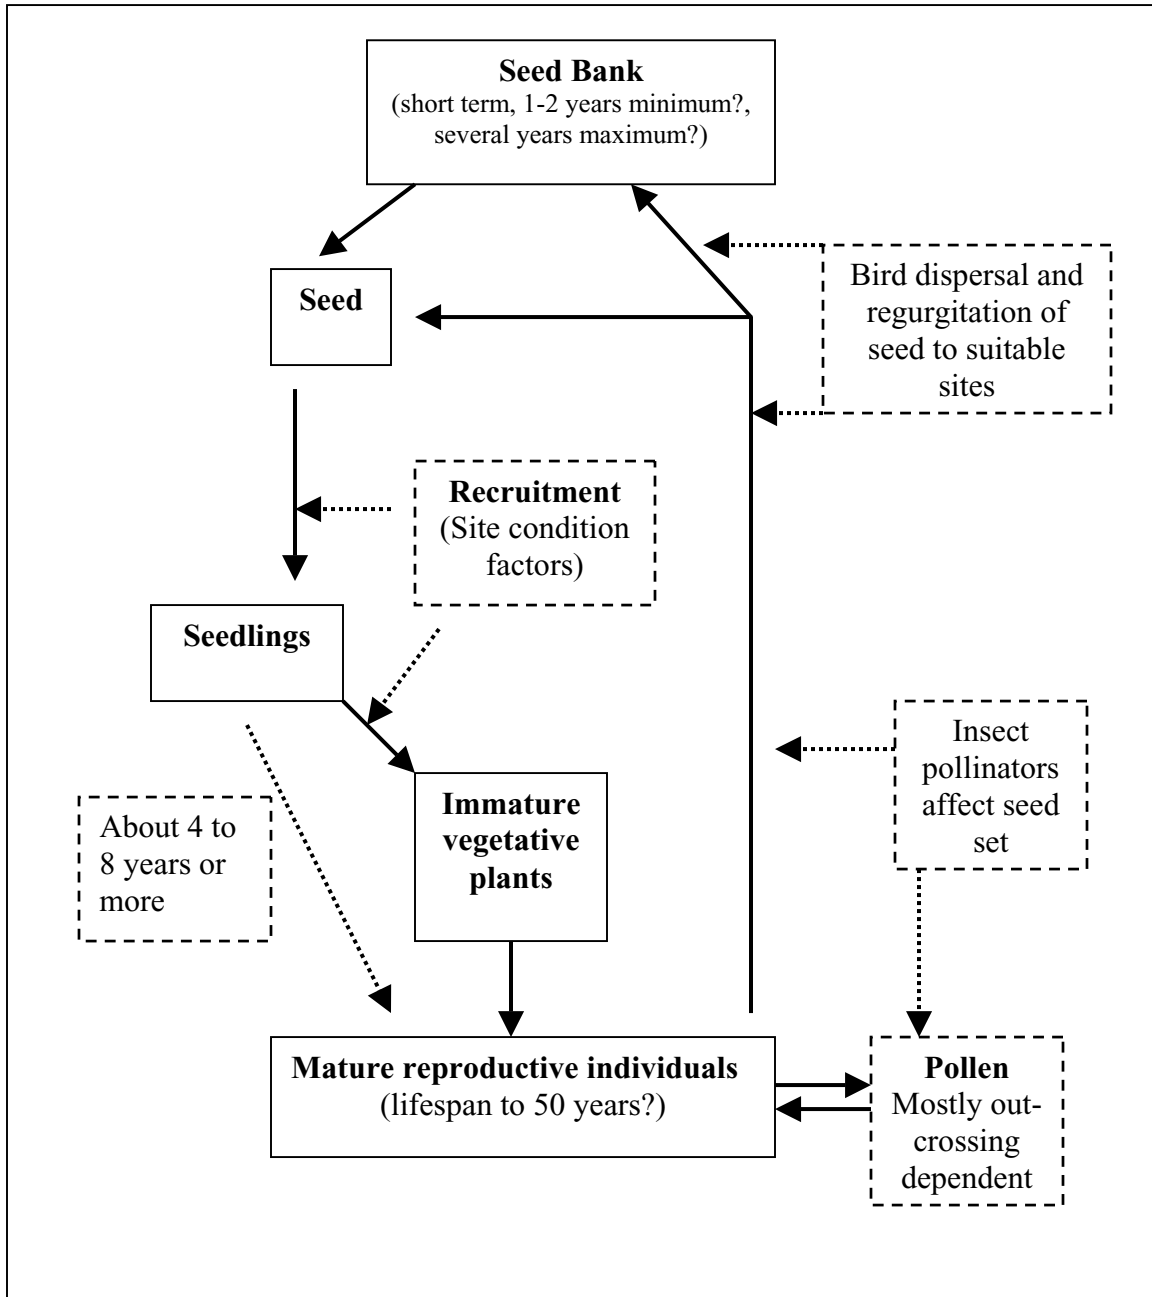 Seed Bank
(short term, 1-2 years minimum?,
several years maximum?)
Seed
Bird dispersal and
regurgitation of
seed to suitable
sites
Recruitment
(Site condition
factors)
Seedlings
Insect
pollinators
affect seed
set
Immature
vegetative
plants
About 4 to
8 years or
more
Mature reproductive individuals
(lifespan to 50 years?)
Pollen
Mostly out-
crossing
dependent